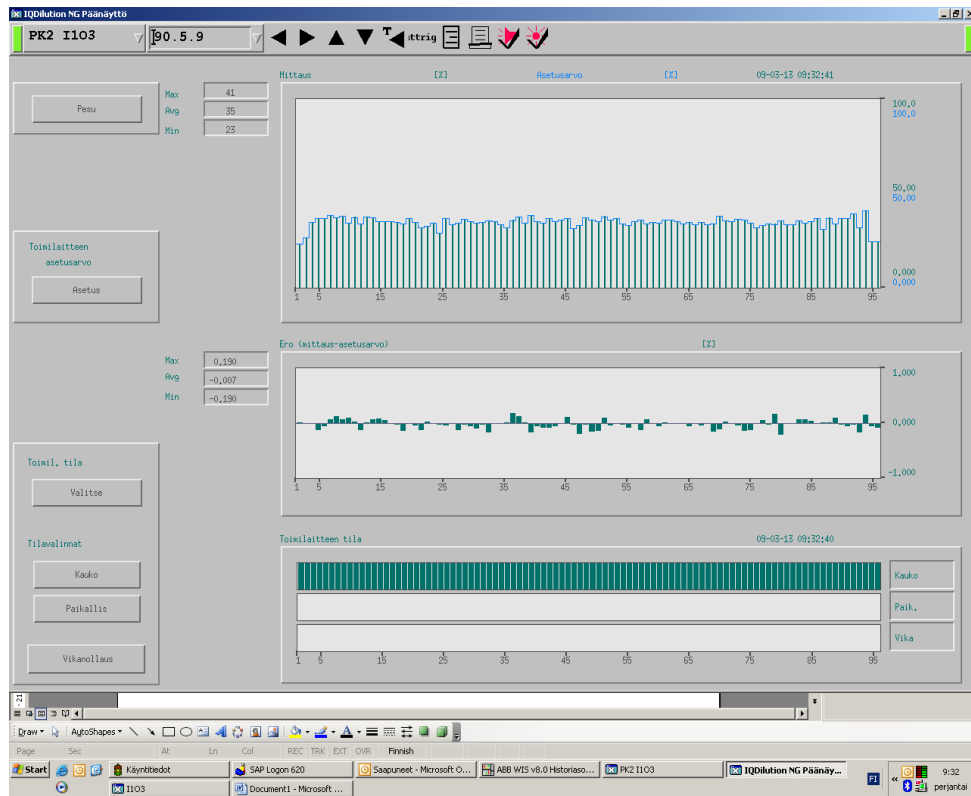 IQDilution NG Päänäyttö
PK2 I1O3
90.5.9
T
ıttrig
Mittaus [%] Asetusarvo [%] 09-03-13 09:32:41
Pesu
Max 41
Avg 35
Min 23
100,0
100,0
50,00
50,00
0,000
0,000
1 5 15 25 35 45 55 65 75 85 95
Toimilaitteen
asetusarvo
Asetus
Ero (mittaus-asetusarvo) [%]
Max 0,190
Avg -0,007
Min -0,190
1,000
0,000
-1,000
1 5 15 25 35 45 55 65 75 85 95
Toimil. tila
Valitse
Tilavalinnat
Kauko
Paikallis
Vikanollaus
Toimilaitteen tila 09-03-13 09:32:40
Kauko
Paik.
Vika
1 5 15 25 35 45 55 65 75 85 95
21
Draw AutoShapes
Page Sec At Ln Col REC TRK EXT OVR Finnish
Start Käyntitiedot SAP Logon 620 Saapuneet - Microsoft O... ABB WIS v8.0 Historiaso... PK2 I1O3 IQDilution NG Päänäy... FI 9:32
I1O3 Document1 - Microsoft ... perjantai